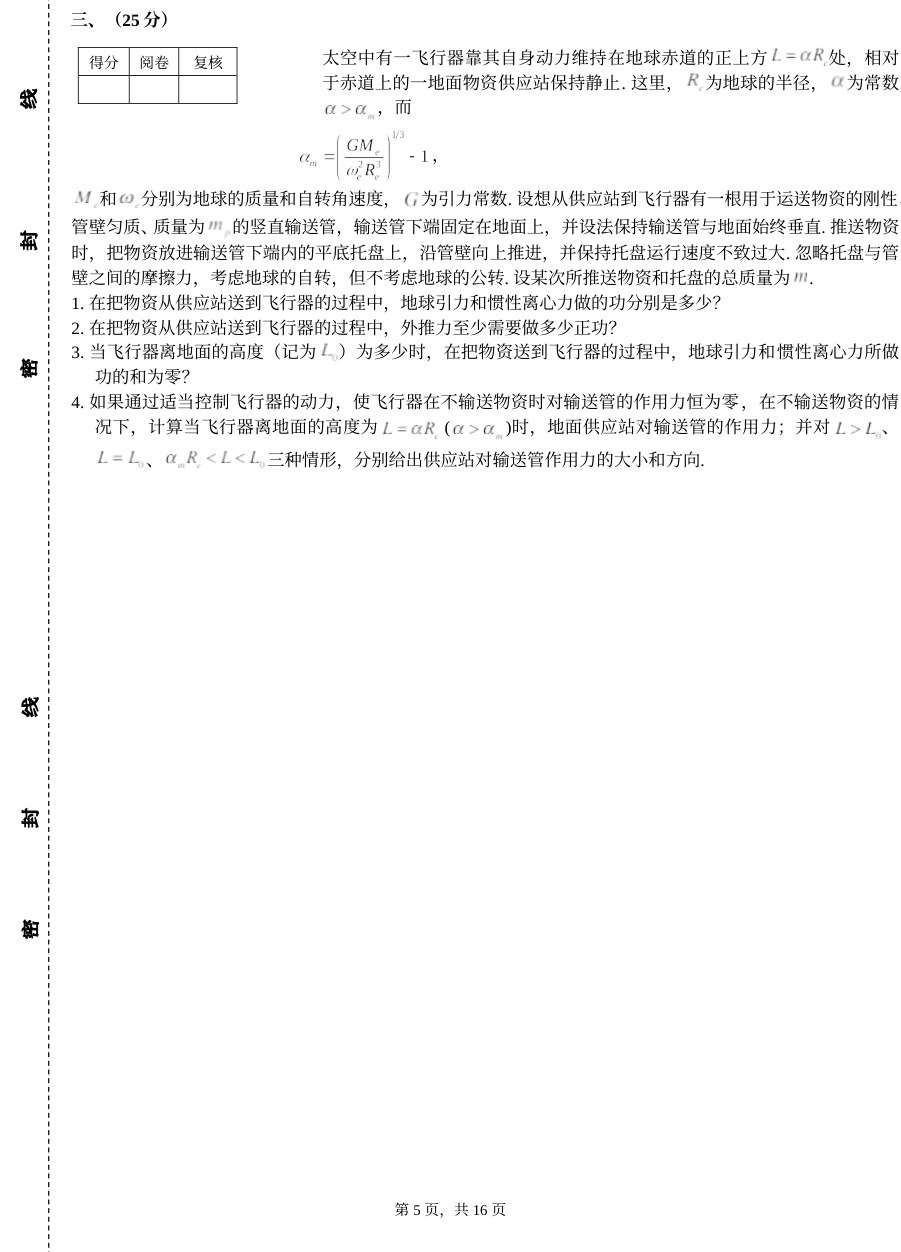 三、（25 分）
得分 阅卷 复核
太空中有一飞行器靠其自身动力维持在地球赤道的正上方 L = αR_e 处，相对
于赤道上的一地面物资供应站保持静止. 这里，R_e 为地球的半径，α 为常数
α > α_m，而
α_m = (GM_e / ω_e^2 R_e^3)^{1/3} - 1，
M_e 和 ω_e 分别为地球的质量和自转角速度，G 为引力常数. 设想从供应站到飞行器有一根用于运送物资的刚性、
管壁匀质、质量为 m_p 的竖直输送管，输送管下端固定在地面上，并设法保持输送管与地面始终垂直. 推送物资
时，把物资放进输送管下端内的平底托盘上，沿管壁向上推进，并保持托盘运行速度不致过大. 忽略托盘与管
壁之间的摩擦力，考虑地球的自转，但不考虑地球的公转. 设某次所推送物资和托盘的总质量为 m.
1. 在把物资从供应站送到飞行器的过程中，地球引力和惯性离心力做的功分别是多少?
2. 在把物资从供应站送到飞行器的过程中，外推力至少需要做多少正功?
3. 当飞行器离地面的高度（记为 L_0）为多少时，在把物资送到飞行器的过程中，地球引力和惯性离心力所做
功的和为零?
4. 如果通过适当控制飞行器的动力，使飞行器在不输送物资时对输送管的作用力恒为零，在不输送物资的情
况下，计算当飞行器离地面的高度为 L = αR_e (α > α_m)时，地面供应站对输送管的作用力；并对 L > L_0、
L = L_0、α_m R_e < L < L_0 三种情形，分别给出供应站对输送管作用力的大小和方向.
线
封
密
线
封
密
第 5 页，共 16 页